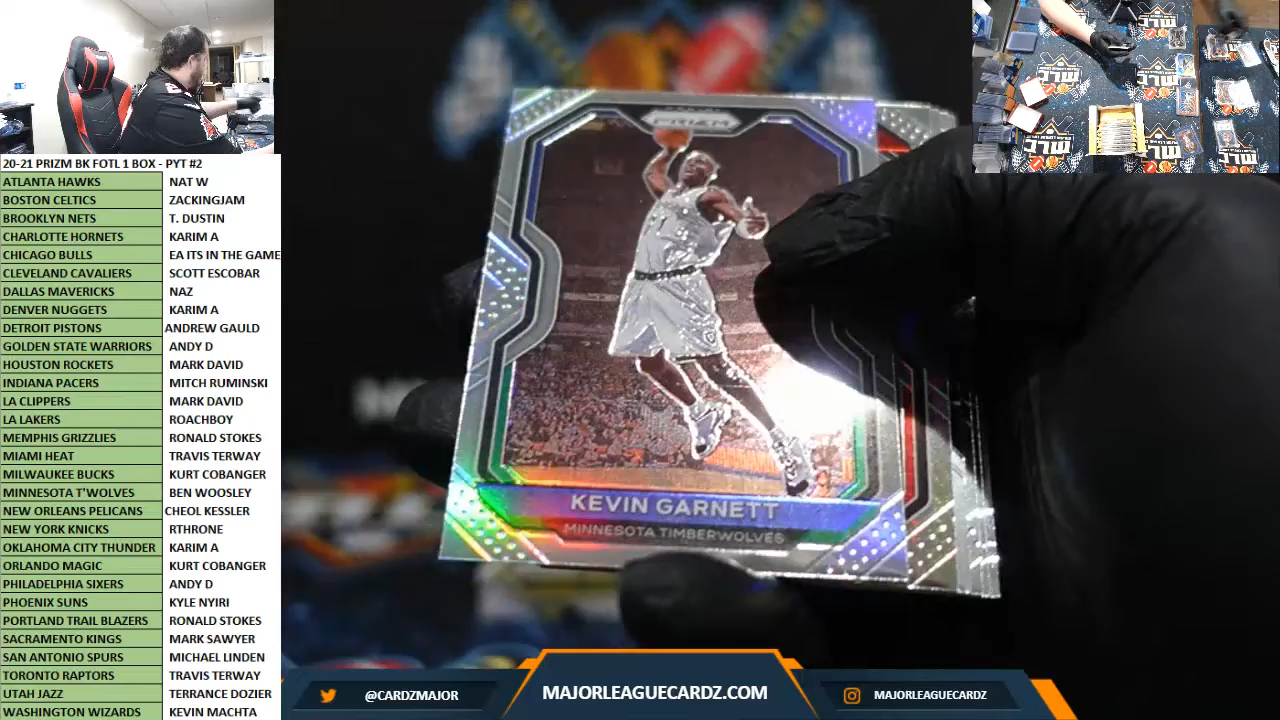 20-21 PRIZM BK FOTL 1 BOX - PYT #2
ATLANTA HAWKS NAT W
BOSTON CELTICS ZACKINGJAM
BROOKLYN NETS T. DUSTIN
CHARLOTTE HORNETS KARIM A
CHICAGO BULLS EA ITS IN THE GAME
CLEVELAND CAVALIERS SCOTT ESCOBAR
DALLAS MAVERICKS NAZ
DENVER NUGGETS KARIM A
DETROIT PISTONS ANDREW GAULD
GOLDEN STATE WARRIORS ANDY D
HOUSTON ROCKETS MARK DAVID
INDIANA PACERS MITCH RUMINSKI
LA CLIPPERS MARK DAVID
LA LAKERS ROACHBOY
MEMPHIS GRIZZLIES RONALD STOKES
MIAMI HEAT TRAVIS TERWAY
MILWAUKEE BUCKS KURT COBANGER
MINNESOTA T'WOLVES BEN WOOSLEY
NEW ORLEANS PELICANS CHEOL KESSLER
NEW YORK KNICKS RTHRONE
OKLAHOMA CITY THUNDER KARIM A
ORLANDO MAGIC KURT COBANGER
PHILADELPHIA SIXERS ANDY D
PHOENIX SUNS KYLE NYIRI
PORTLAND TRAIL BLAZERS RONALD STOKES
SACRAMENTO KINGS MARK SAWYER
SAN ANTONIO SPURS MICHAEL LINDEN
TORONTO RAPTORS TRAVIS TERWAY
UTAH JAZZ TERRANCE DOZIER
WASHINGTON WIZARDS KEVIN MACHTA
PRIZM
KEVIN GARNETT
MINNESOTA TIMBERWOLVES
@CARDZMAJOR
MAJORLEAGUECARDZ.COM
MAJORLEAGUECARDZ